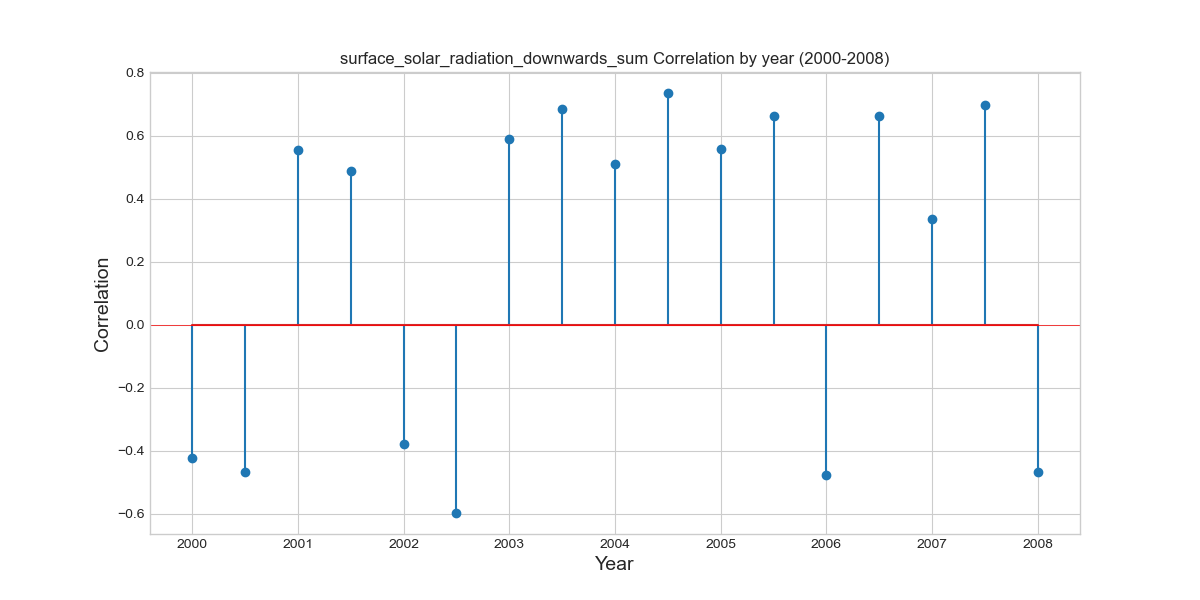 surface_solar_radiation_downwards_sum Correlation by year (2000-2008)
0.8
0.6
0.4
0.2
0.0
−0.2
−0.4
−0.6
Correlation
2000 2001 2002 2003 2004 2005 2006 2007 2008
Year